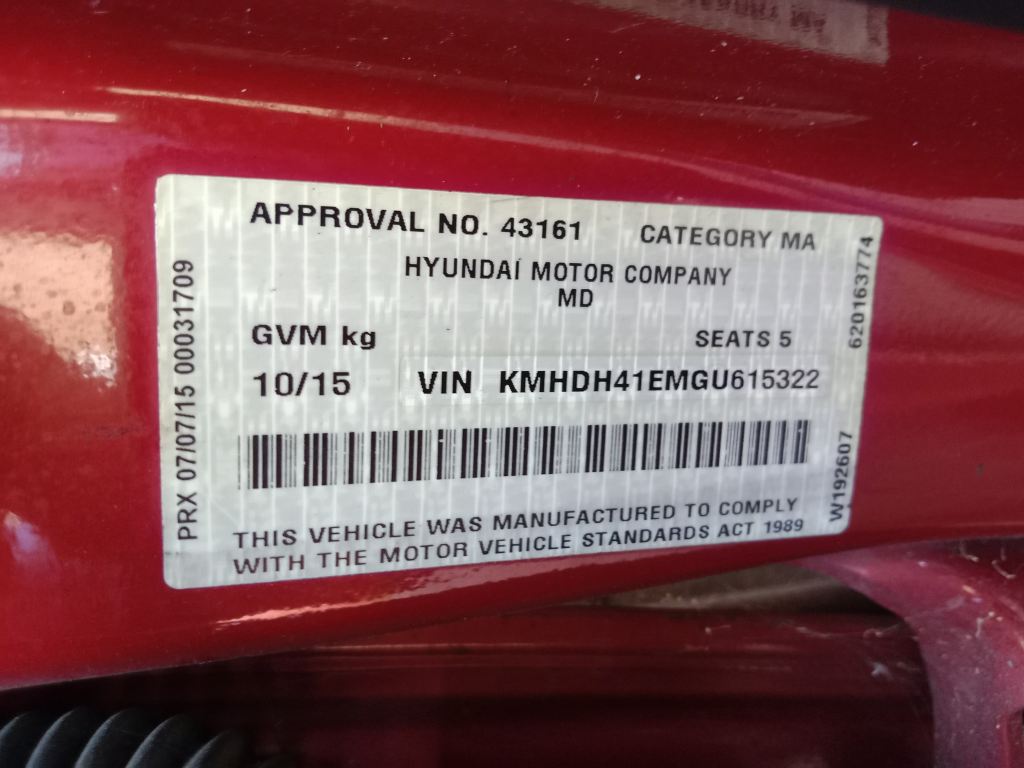 APPROVAL NO. 43161 CATEGORY MA
HYUNDAI MOTOR COMPANY
MD
GVM kg SEATS 5
10/15 VIN KMHDH41EMGU615322
THIS VEHICLE WAS MANUFACTURED TO COMPLY
WITH THE MOTOR VEHICLE STANDARDS ACT 1989
PRX 07/07/15 00031709
620163774
W192607